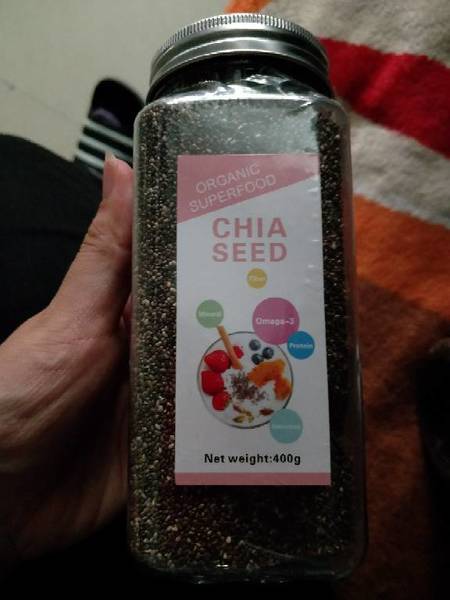 ORGANIC
SUPERFOOD
CHIA
SEED
Fiber
Mineral
Omega-3
Protein
Net weight:400g